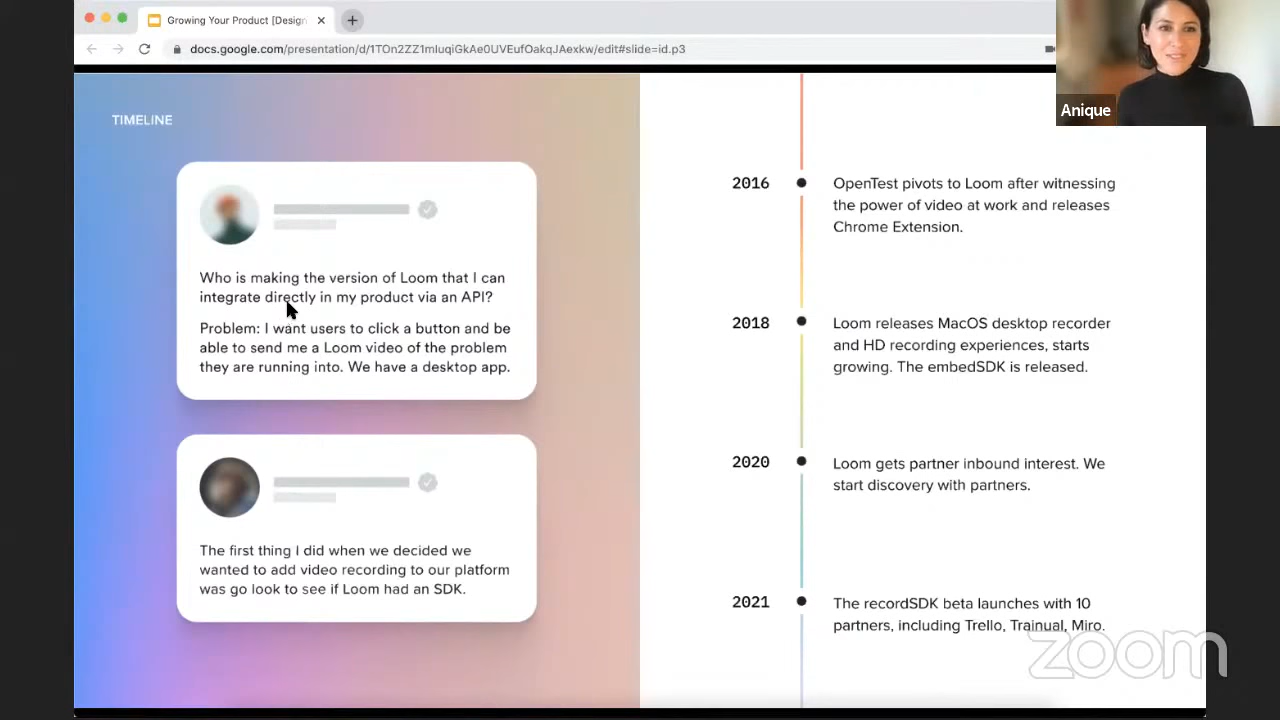 Growing Your Product [Design
docs.google.com/presentation/d/1TOn2ZZ1mIuqiGkAe0UVEufOakqJAexkw/edit#slide=id.p3
Anique
TIMELINE
Who is making the version of Loom that I can
integrate directly in my product via an API?
Problem: I want users to click a button and be
able to send me a Loom video of the problem
they are running into. We have a desktop app.
The first thing I did when we decided we
wanted to add video recording to our platform
was go look to see if Loom had an SDK.
2016
OpenTest pivots to Loom after witnessing
the power of video at work and releases
Chrome Extension.
2018
Loom releases MacOS desktop recorder
and HD recording experiences, starts
growing. The embedSDK is released.
2020
Loom gets partner inbound interest. We
start discovery with partners.
2021
The recordSDK beta launches with 10
partners, including Trello, Trainual, Miro.
zoom